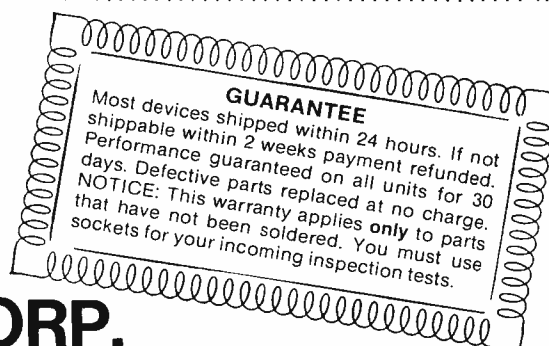 GUARANTEE
Most devices shipped within 24 hours. If not
shippable within 2 weeks payment refunded.
Performance guaranteed on all units for 30
days. Defective parts replaced at no charge.
NOTICE: This warranty applies only to parts
that have not been soldered. You must use
sockets for your incoming inspection tests.